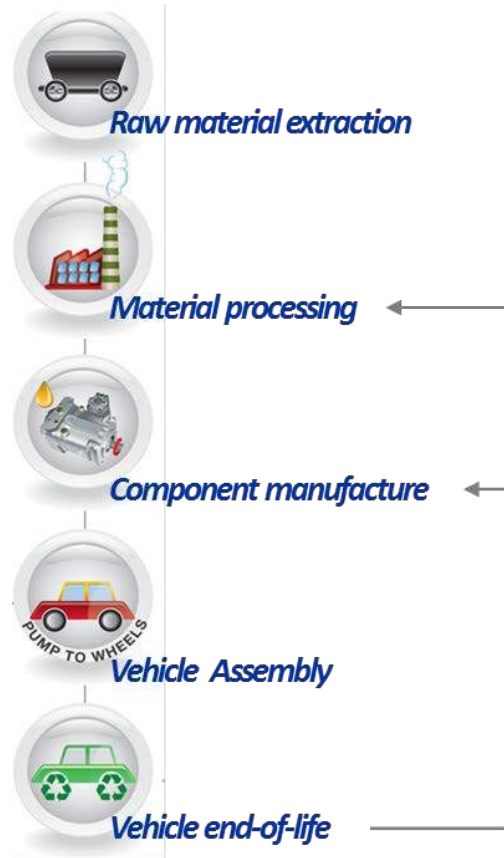 Raw material extraction
Material processing
Component manufacture
PUMP TO WHEELS
Vehicle Assembly
Vehicle end-of-life